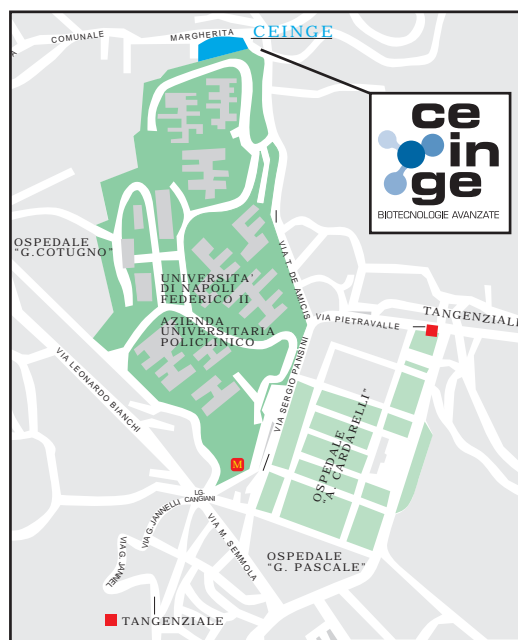 COMUNALE MARGHERITA
CEINGE
ce
in
ge
BIOTECNOLOGIE AVANZATE
OSPEDALE
"G.COTUGNO"
UNIVERSITA'
DI NAPOLI
FEDERICO II
AZIENDA
UNIVERSITARIA
POLICLINICO
VIA T. DE AMICIS
VIA PIETRAVALLE
TANGENZIALE
VIA LEONARDO BIANCHI
VIA SERGIO PANSINI
OSPEDALE
"A. CARDARELLI"
M
LG.
CANGIANI
VIA G.JANNELLI
VIA G. JANNEL
VIA M. SEMMOLA
OSPEDALE
"G. PASCALE"
TANGENZIALE